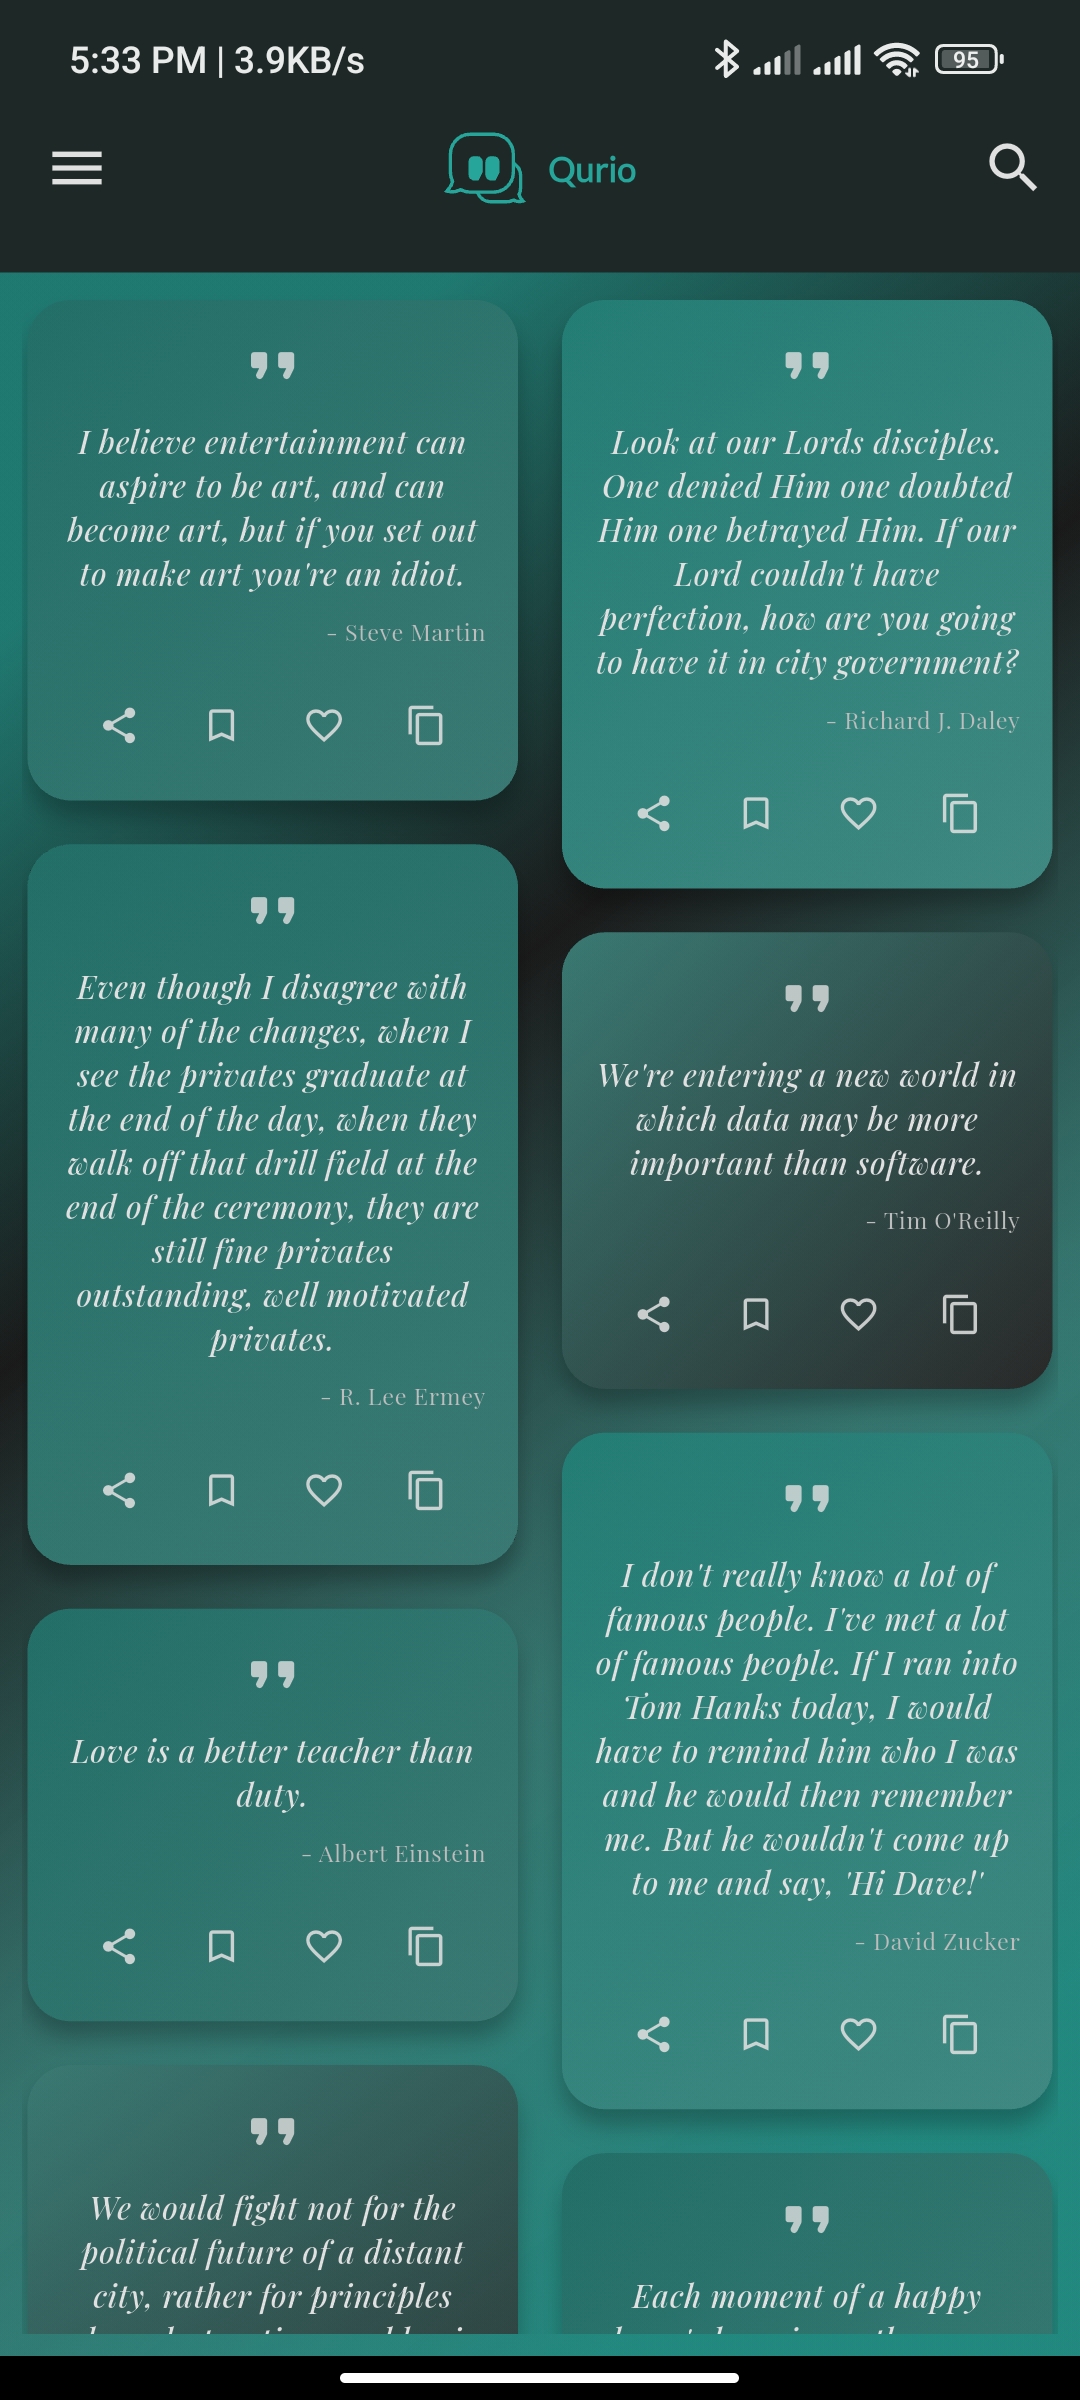 5:33 PM | 3.9KB/s
95
Qurio
I believe entertainment can
aspire to be art, and can
become art, but if you set out
to make art you're an idiot.
- Steve Martin
Even though I disagree with
many of the changes, when I
see the privates graduate at
the end of the day, when they
walk off that drill field at the
end of the ceremony, they are
still fine privates
outstanding, well motivated
privates.
- R. Lee Ermey
Love is a better teacher than
duty.
- Albert Einstein
We would fight not for the
political future of a distant
city, rather for principles
Look at our Lords disciples.
One denied Him one doubted
Him one betrayed Him. If our
Lord couldn't have
perfection, how are you going
to have it in city government?
- Richard J. Daley
We're entering a new world in
which data may be more
important than software.
- Tim O'Reilly
I don't really know a lot of
famous people. I've met a lot
of famous people. If I ran into
Tom Hanks today, I would
have to remind him who I was
and he would then remember
me. But he wouldn't come up
to me and say, 'Hi Dave!'
- David Zucker
Each moment of a happy